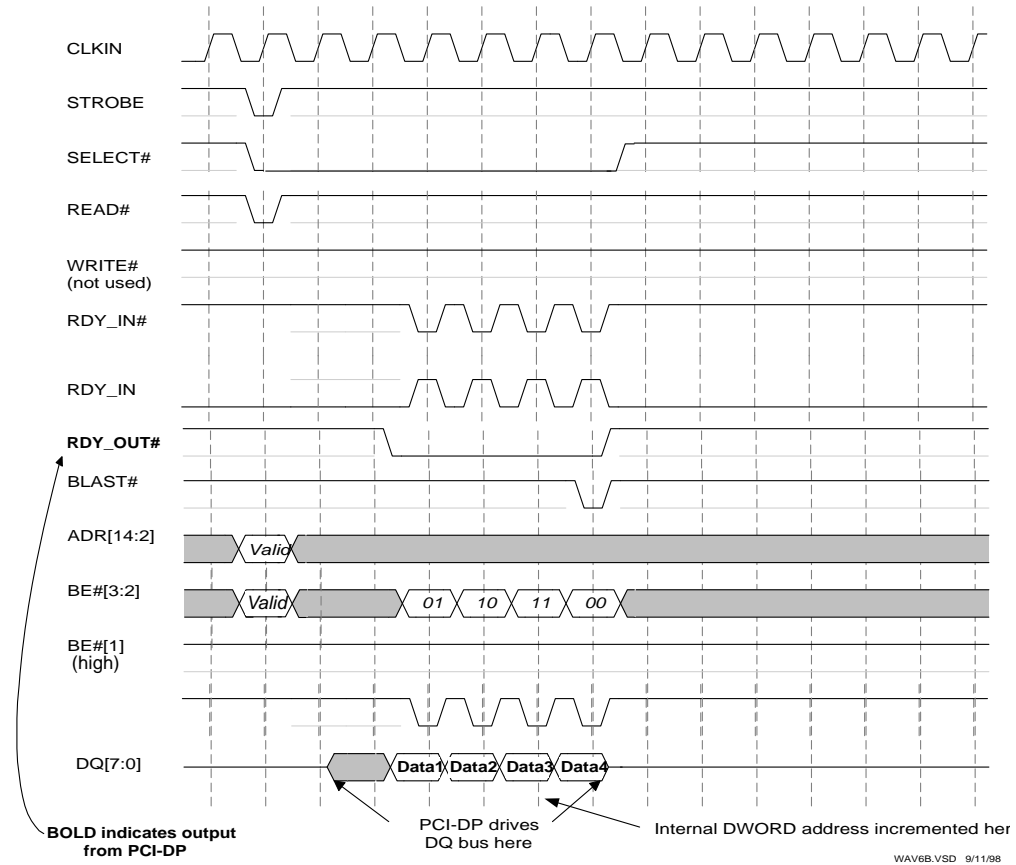 CLKIN
STROBE
SELECT#
READ#
WRITE#
(not used)
RDY_IN#
RDY_IN
RDY_OUT#
BLAST#
ADR[14:2]
Valid
BE#[3:2]
Valid 01 10 11 00
BE#[1]
(high)
DQ[7:0]
Data1 Data2 Data3 Data4
BOLD indicates output
from PCI-DP
PCI-DP drives
DQ bus here
Internal DWORD address incremented her
WAV6B.VSD 9/11/98